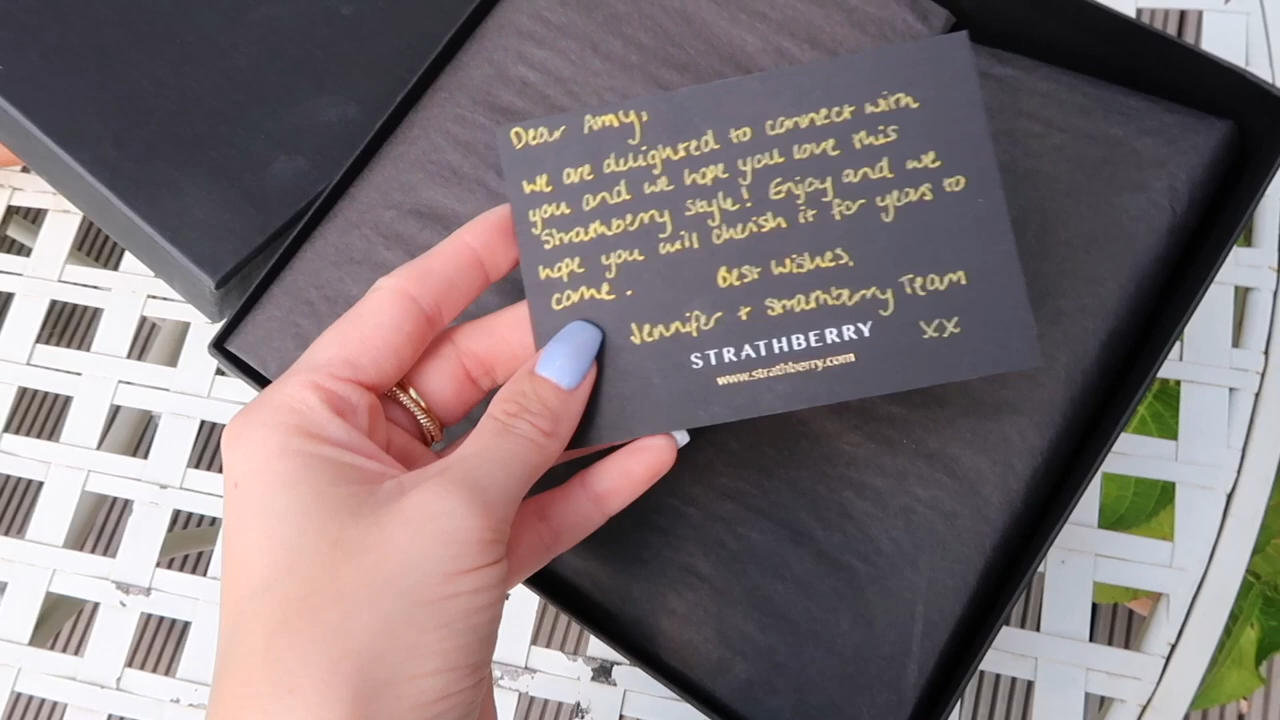 Dear Amy,
We are delighted to connect with
you and we hope you love this
Strathberry style! Enjoy and we
hope you will cherish it for years to
come. Best Wishes,
Jennifer + Strathberry Team
XX
STRATHBERRY
www.strathberry.com